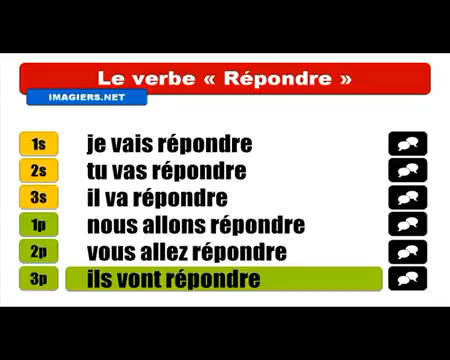 Le verbe « Répondre »
IMAGIERS.NET
1s je vais répondre
2s tu vas répondre
3s il va répondre
1p nous allons répondre
2p vous allez répondre
3p ils vont répondre